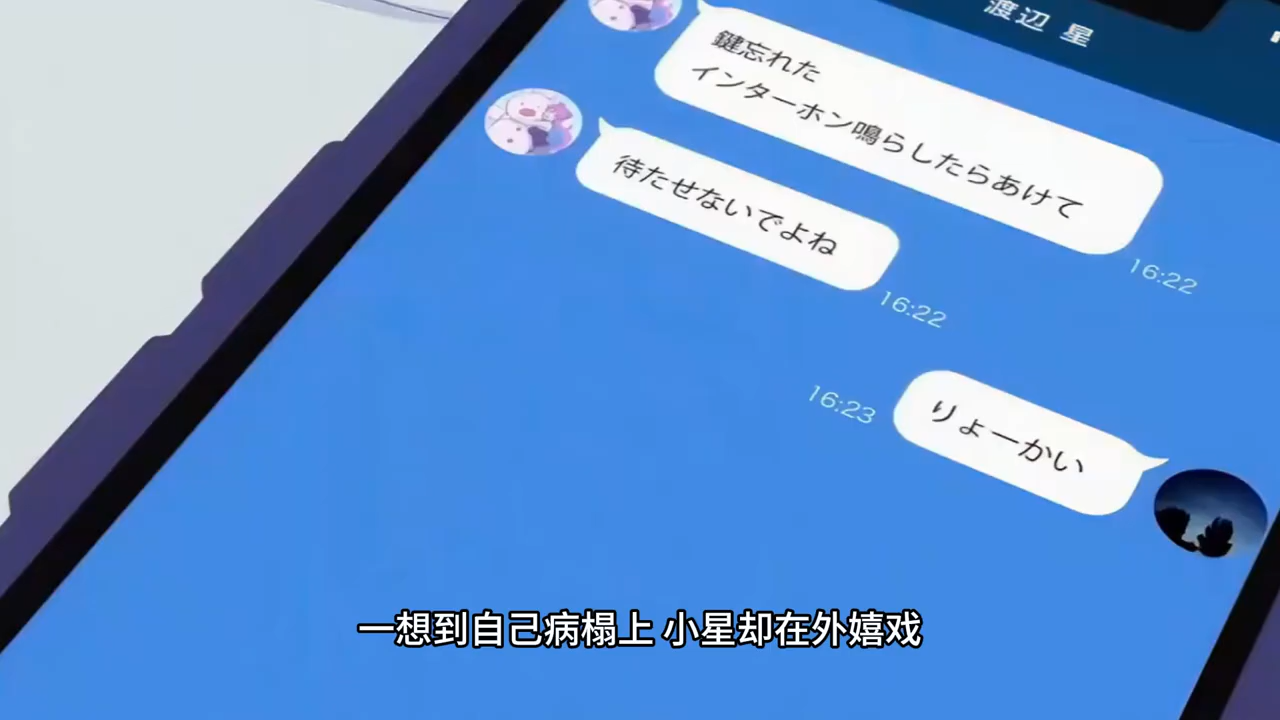 渡辺 星
鍵忘れた
インターホン鳴らしたらあけて
16:22
待たせないでよね
16:22
りょーかい
16:23
一想到自己病榻上 小星却在外嬉戏